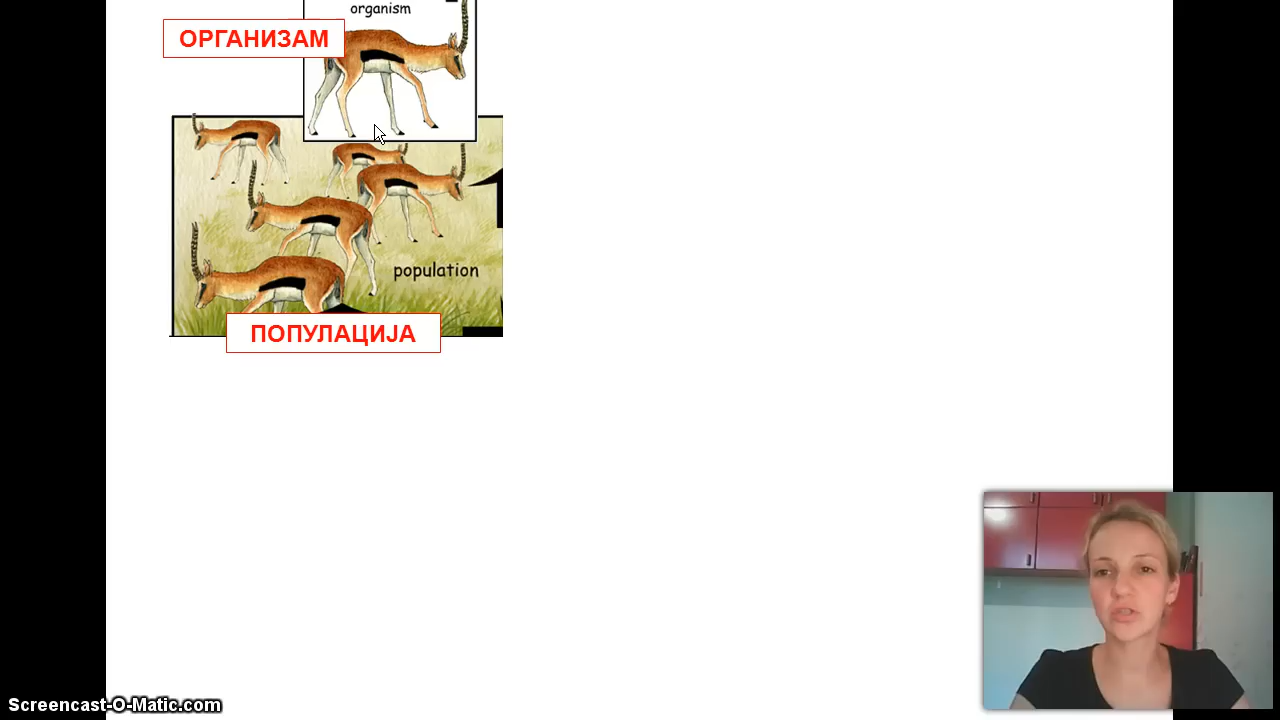 organism
ОРГАНИЗАМ
population
ПОПУЛАЦИЈА
Screencast-O-Matic.com